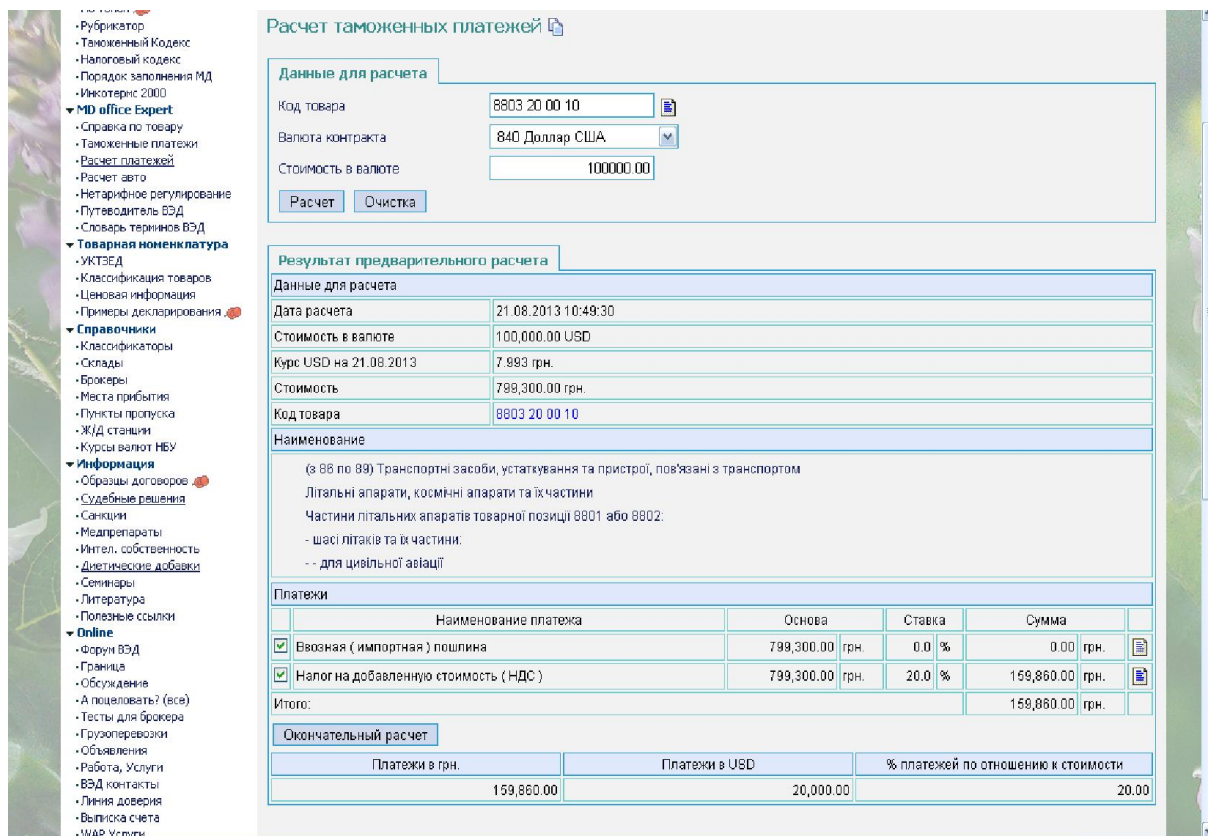 ·Рубрикатор
·Таможенный Кодекс
·Налоговый кодекс
·Порядок заполнения МД
·Инкотермс 2000
MD office Expert
·Справка по товару
·Таможенные платежи
·Расчет платежей
·Расчет авто
·Нетарифное регулирование
·Путеводитель ВЭД
·Словарь терминов ВЭД
Товарная номенклатура
·УКТЗЕД
·Классификация товаров
·Ценовая информация
·Примеры декларирования
Справочники
·Классификаторы
·Склады
·Брокеры
·Места прибытия
·Пункты пропуска
·Ж/Д станции
·Курсы валют НБУ
Информация
·Образцы договоров
·Судебные решения
·Санкции
·Медпрепараты
·Интел. собственность
·Диетические добавки
·Семинары
·Литература
·Полезные ссылки
Online
·Форум ВЭД
·Граница
·Обсуждение
·А поцеловать? (все)
·Тесты для брокера
·Грузоперевозки
·Объявления
·Работа, Услуги
·ВЭД контакты
·Линия доверия
·Выписка счета
·WAP Услуги
Расчет таможенных платежей
Данные для расчета
Код товара 8803 20 00 10
Валюта контракта 840 Доллар США
Стоимость в валюте 100000.00
Расчет Очистка
Результат предварительного расчета
Данные для расчета
Дата расчета 21.08.2013 10:49:30
Стоимость в валюте 100,000.00 USD
Курс USD на 21.08.2013 7.993 грн.
Стоимость 799,300.00 грн.
Код товара 8803 20 00 10
Наименование
(з 86 по 89) Транспортні засоби, устаткування та пристрої, пов'язані з транспортом
Літальні апарати, космічні апарати та їх частини
Частини літальних апаратів товарної позиції 8801 або 8802:
- шасі літаків та їх частини:
- - для цивільної авіації
Платежи
Наименование платежа Основа Ставка Сумма
Ввозная ( импортная ) пошлина 799,300.00 грн. 0.0 % 0.00 грн.
Налог на добавленную стоимость ( НДС ) 799,300.00 грн. 20.0 % 159,860.00 грн.
Итого: 159,860.00 грн.
Окончательный расчет
Платежи в грн. Платежи в USD % платежей по отношению к стоимости
159,860.00 20,000.00 20.00